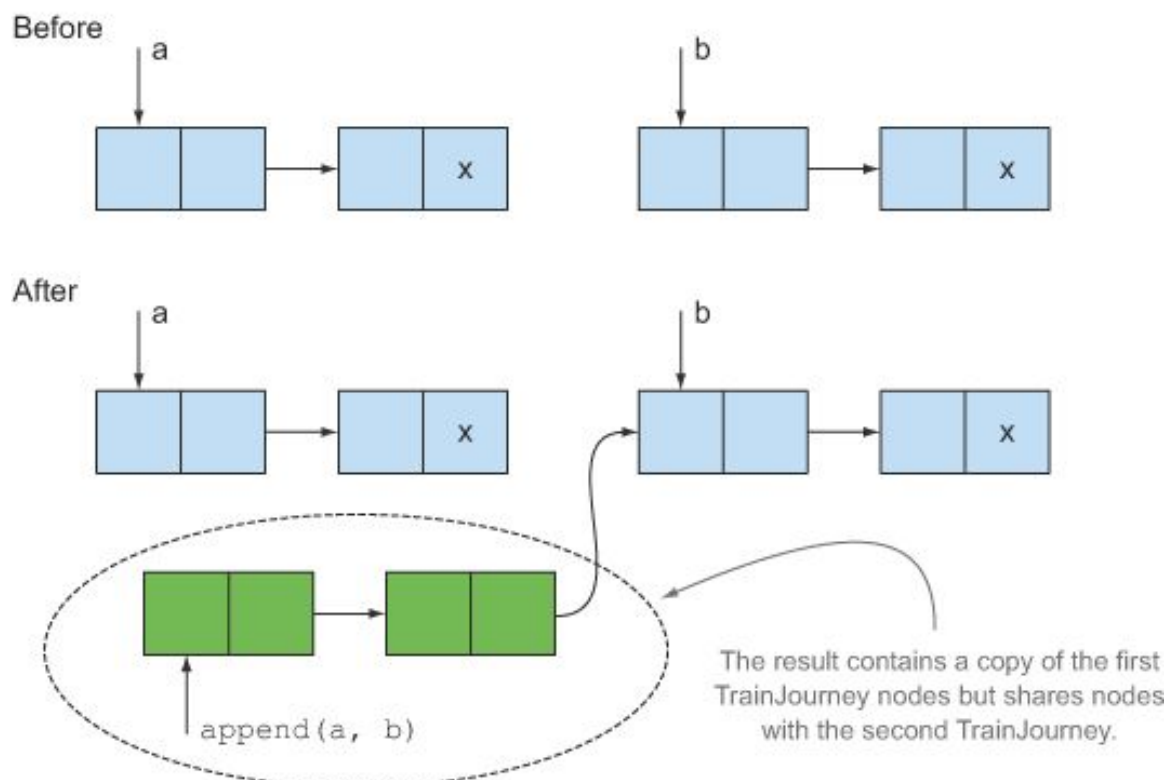 Before
a
b
x
x
After
a
b
x
x
append(a, b)
The result contains a copy of the first
TrainJourney nodes but shares nodes
with the second TrainJourney.